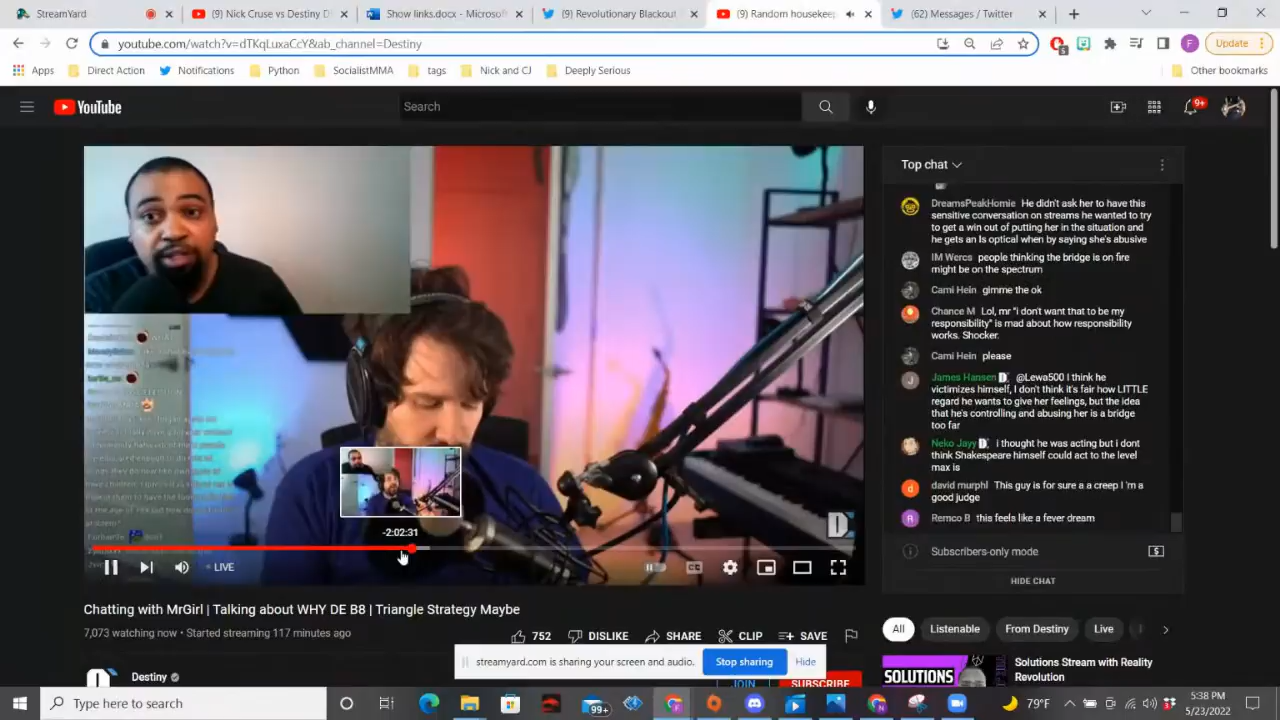 StreamYard
(9) Nick Cruse vs Destiny D
Show links.docx - Microsof
(9) Revolutionary Blackout
(9) Random housekee
(62) Messages / Twitter
youtube.com/watch?v=dTKqLuxaCcY&ab_channel=Destiny
5
F
Update
Apps
Direct Action
Notifications
Python
SocialistMMA
tags
Nick and CJ
Deeply Serious
Other bookmarks
YouTube
Search
9+
Top chat
DreamsPeakHomie He didn't ask her to have this
sensitive conversation on streams he wanted to try
to get a win out of putting her in the situation and
he gets an ls optical when by saying she's abusive
IM Wercs people thinking the bridge is on fire
might be on the spectrum
Cami Hein gimme the ok
Chance M Lol, mr "i don't want that to be my
responsibility" is mad about how responsibility
works. Shocker.
Cami Hein please
James Hansen @Lewa500 I think he
victimizes himself, I don't think it's fair how LITTLE
regard he wants to give her feelings, but the idea
that he's controlling and abusing her is a bridge
too far
Neko Jayy i thought he was acting but i dont
think Shakespeare himself could act to the level
max is
david murphl This guy is for sure a a creep I 'm a
good judge
Remco B this feels like a fever dream
Subscribers-only mode
HIDE CHAT
-2:02:31
LIVE
D
Chatting with MrGirl | Talking about WHY DE B8 | Triangle Strategy Maybe
7,073 watching now • Started streaming 117 minutes ago
752
DISLIKE
SHARE
CLIP
SAVE
streamyard.com is sharing your screen and audio.
Stop sharing
Hide
Destiny
JOIN
SUBSCRIBE
All
Listenable
From Destiny
Live
SOLUTIONS
Solutions Stream with Reality
Revolution
Type here to search
99+
79°F
5:38 PM
5/23/2022